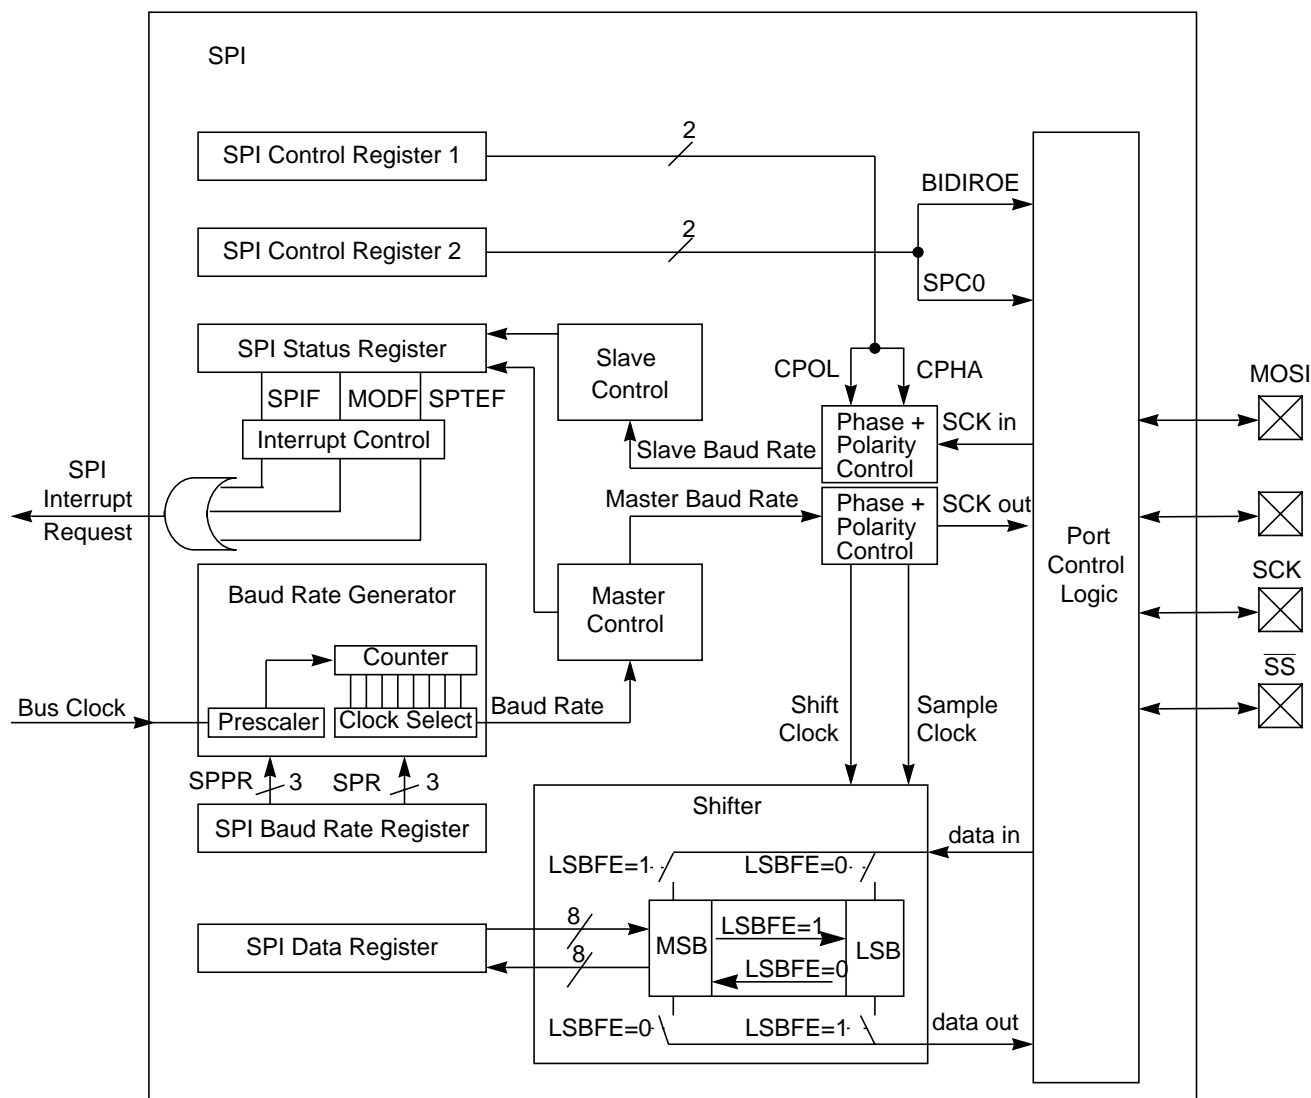 SPI
SPI Control Register 1
2
BIDIROE
SPI Control Register 2
2
SPC0
SPI Status Register
Slave
Control
CPOL
CPHA
MOSI
SPIF
MODF
SPTEF
Interrupt Control
Phase +
Polarity
Control
SCK in
Slave Baud Rate
SPI
Interrupt
Request
Master Baud Rate
Phase +
Polarity
Control
SCK out
Port
Control
Logic
SCK
Baud Rate Generator
Master
Control
Counter
SS
Bus Clock
Prescaler
Clock Select
Baud Rate
Shift
Clock
Sample
Clock
SPPR
3
SPR
3
SPI Baud Rate Register
Shifter
data in
LSBFE=1
LSBFE=0
8
MSB
LSBFE=1
LSB
SPI Data Register
8
LSBFE=0
LSBFE=0
LSBFE=1
data out